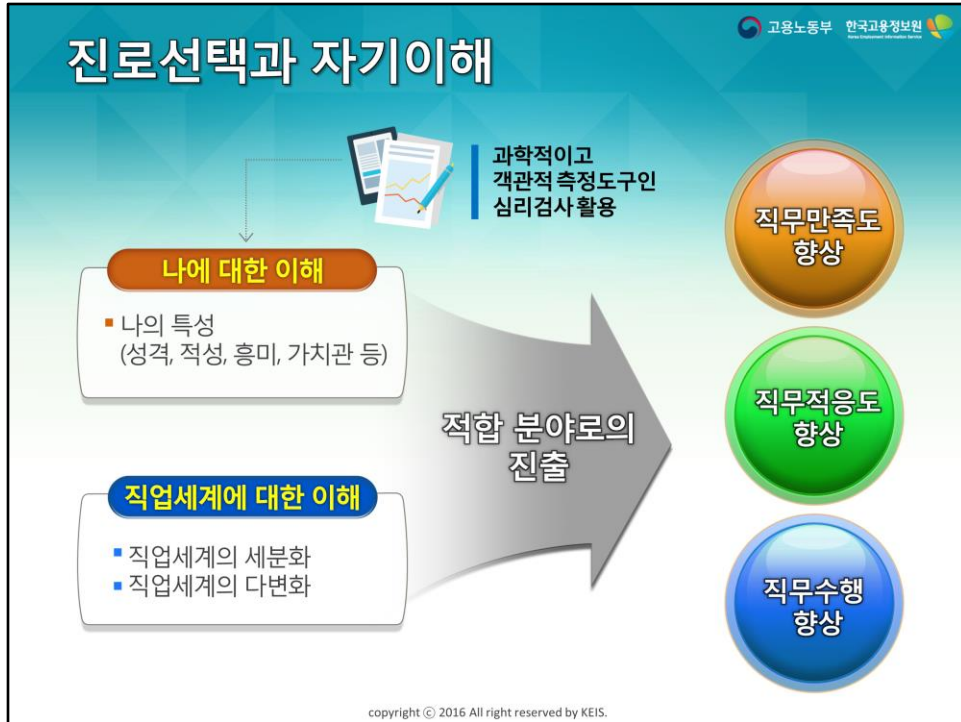 진로선택과 자기이해
고용노동부 한국고용정보원
Korea Employment Information Service
과학적이고
객관적 측정도구인
심리검사 활용
나에 대한 이해
▪ 나의 특성
(성격, 적성, 흥미, 가치관 등)
직업세계에 대한 이해
▪ 직업세계의 세분화
▪ 직업세계의 다변화
적합 분야로의
진출
직무만족도
향상
직무적응도
향상
직무수행
향상
copyright ⓒ 2016 All right reserved by KEIS.